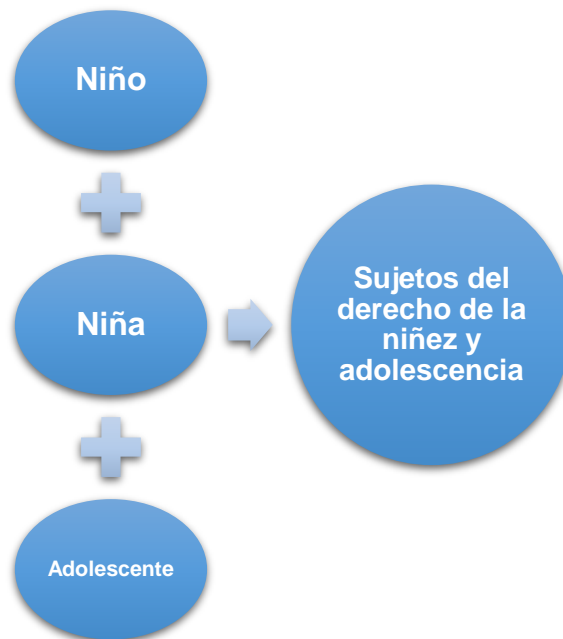 Niño
Niña
Adolescente
Sujetos del
derecho de la
niñez y
adolescencia